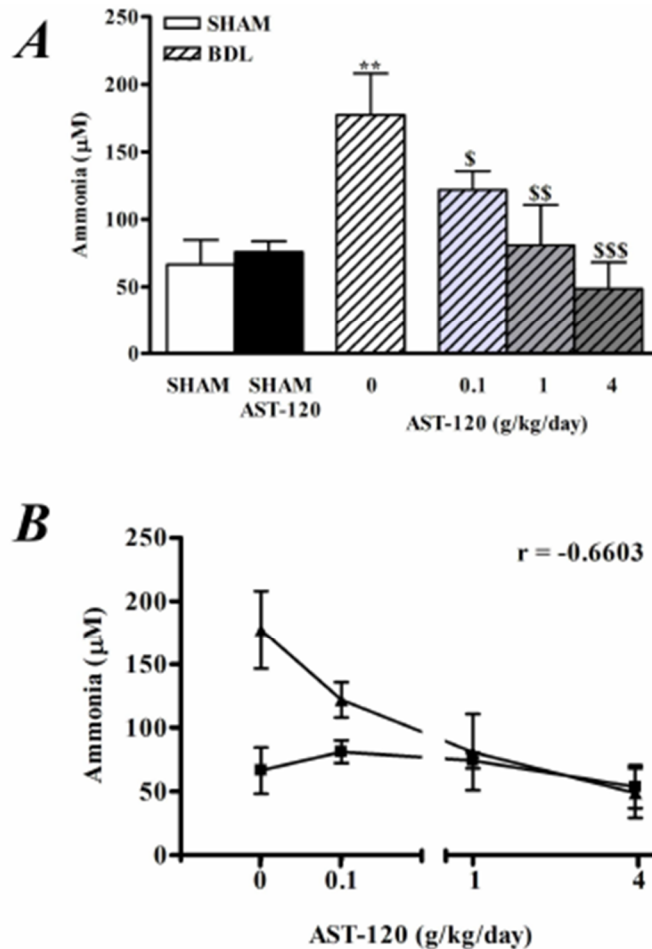 A
SHAM
BDL
250
200
150
100
50
0
Ammonia (µM)
**
$
$$
$$$
SHAM SHAM 0 0.1 1 4
AST-120 AST-120 (g/kg/day)
B
250
200
150
100
50
0
Ammonia (µM)
r = -0.6603
0 0.1 1 4
AST-120 (g/kg/day)